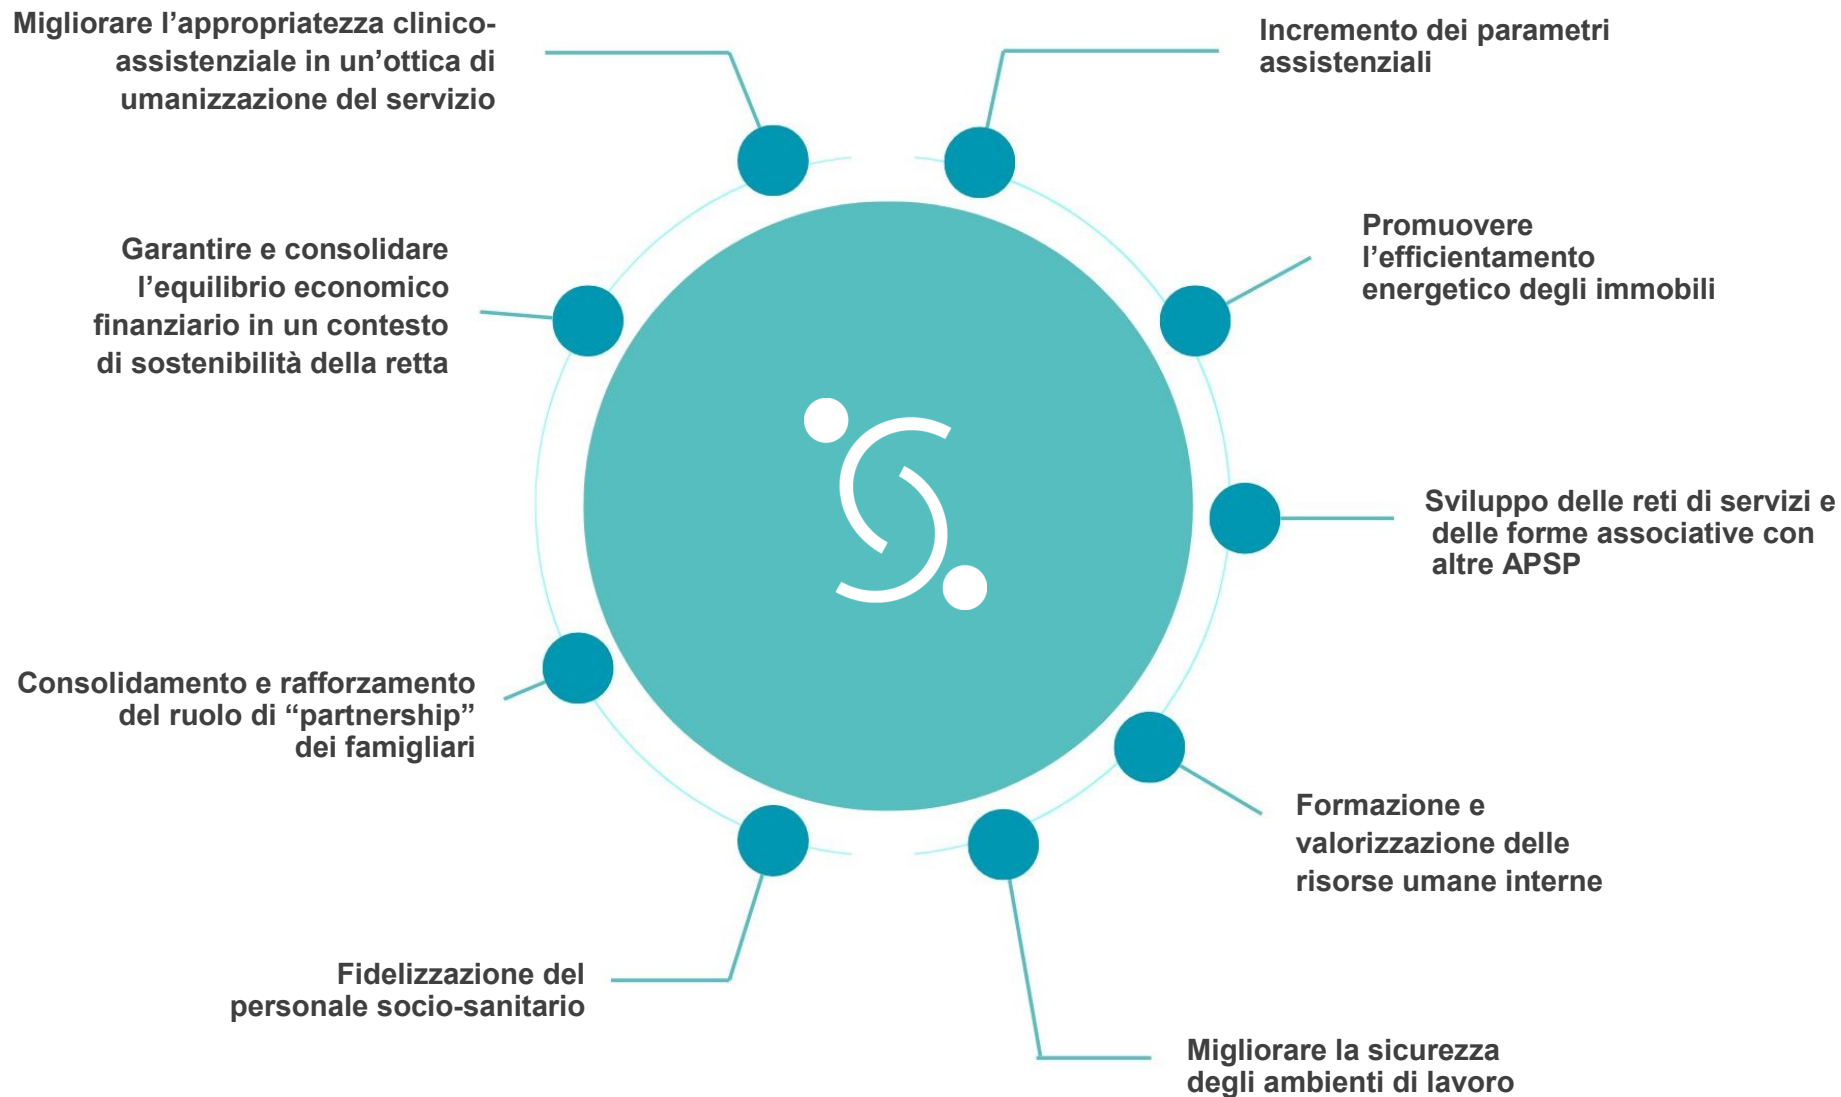 Migliorare l’appropriatezza clinico-
assistenziale in un’ottica di
umanizzazione del servizio
Garantire e consolidare
l’equilibrio economico
finanziario in un contesto
di sostenibilità della retta
Consolidamento e rafforzamento
del ruolo di “partnership”
dei famigliari
Fidelizzazione del
personale socio-sanitario
Incremento dei parametri
assistenziali
Promuovere
l’efficientamento
energetico degli immobili
Sviluppo delle reti di servizi e
delle forme associative con
altre APSP
Formazione e
valorizzazione delle
risorse umane interne
Migliorare la sicurezza
degli ambienti di lavoro